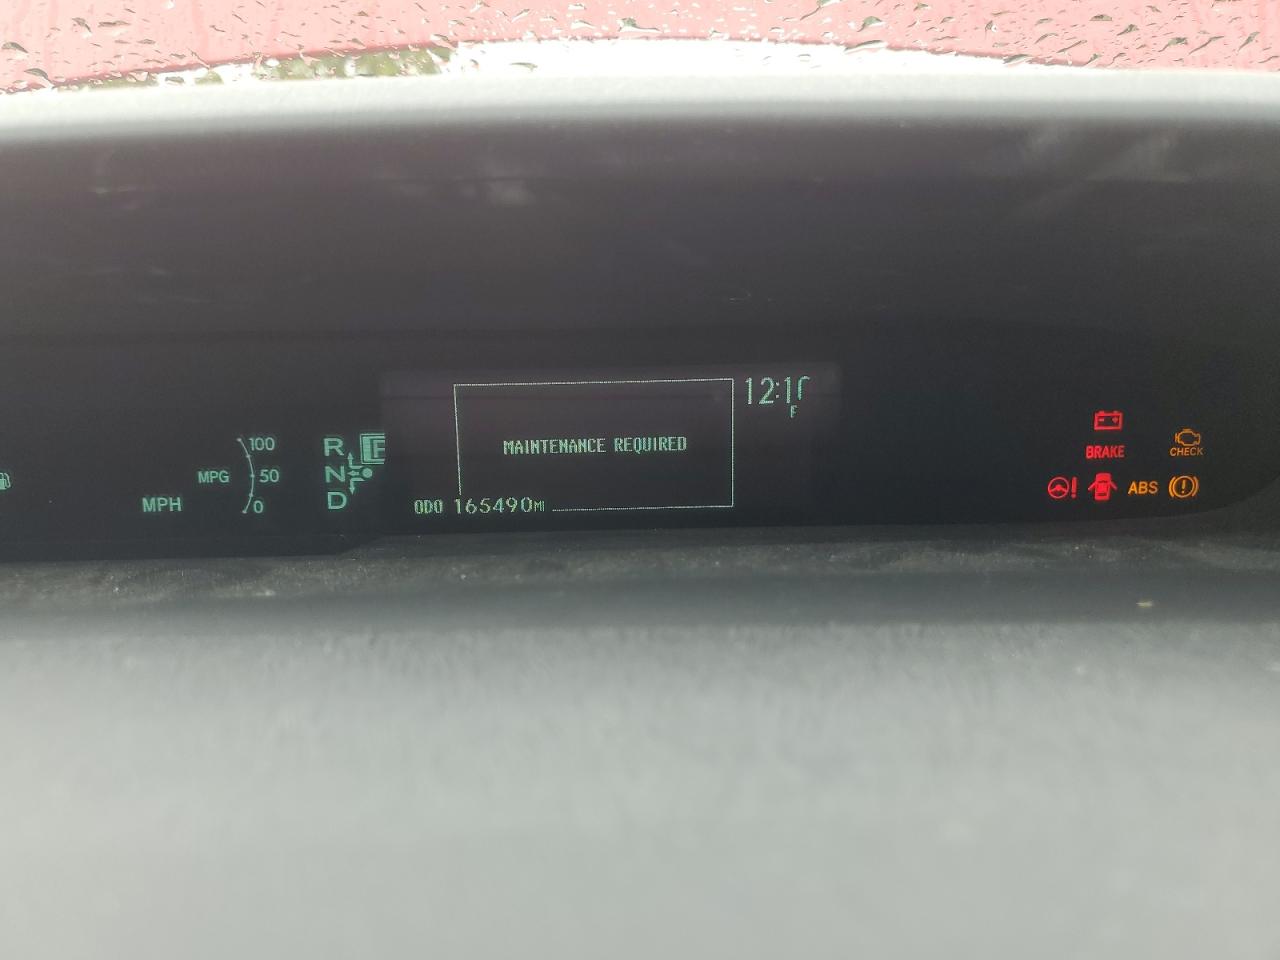 100
MPG 50
0
MPH
R
N
D
P
MAINTENANCE REQUIRED
ODO 165490MI
F
BRAKE
CHECK
ABS